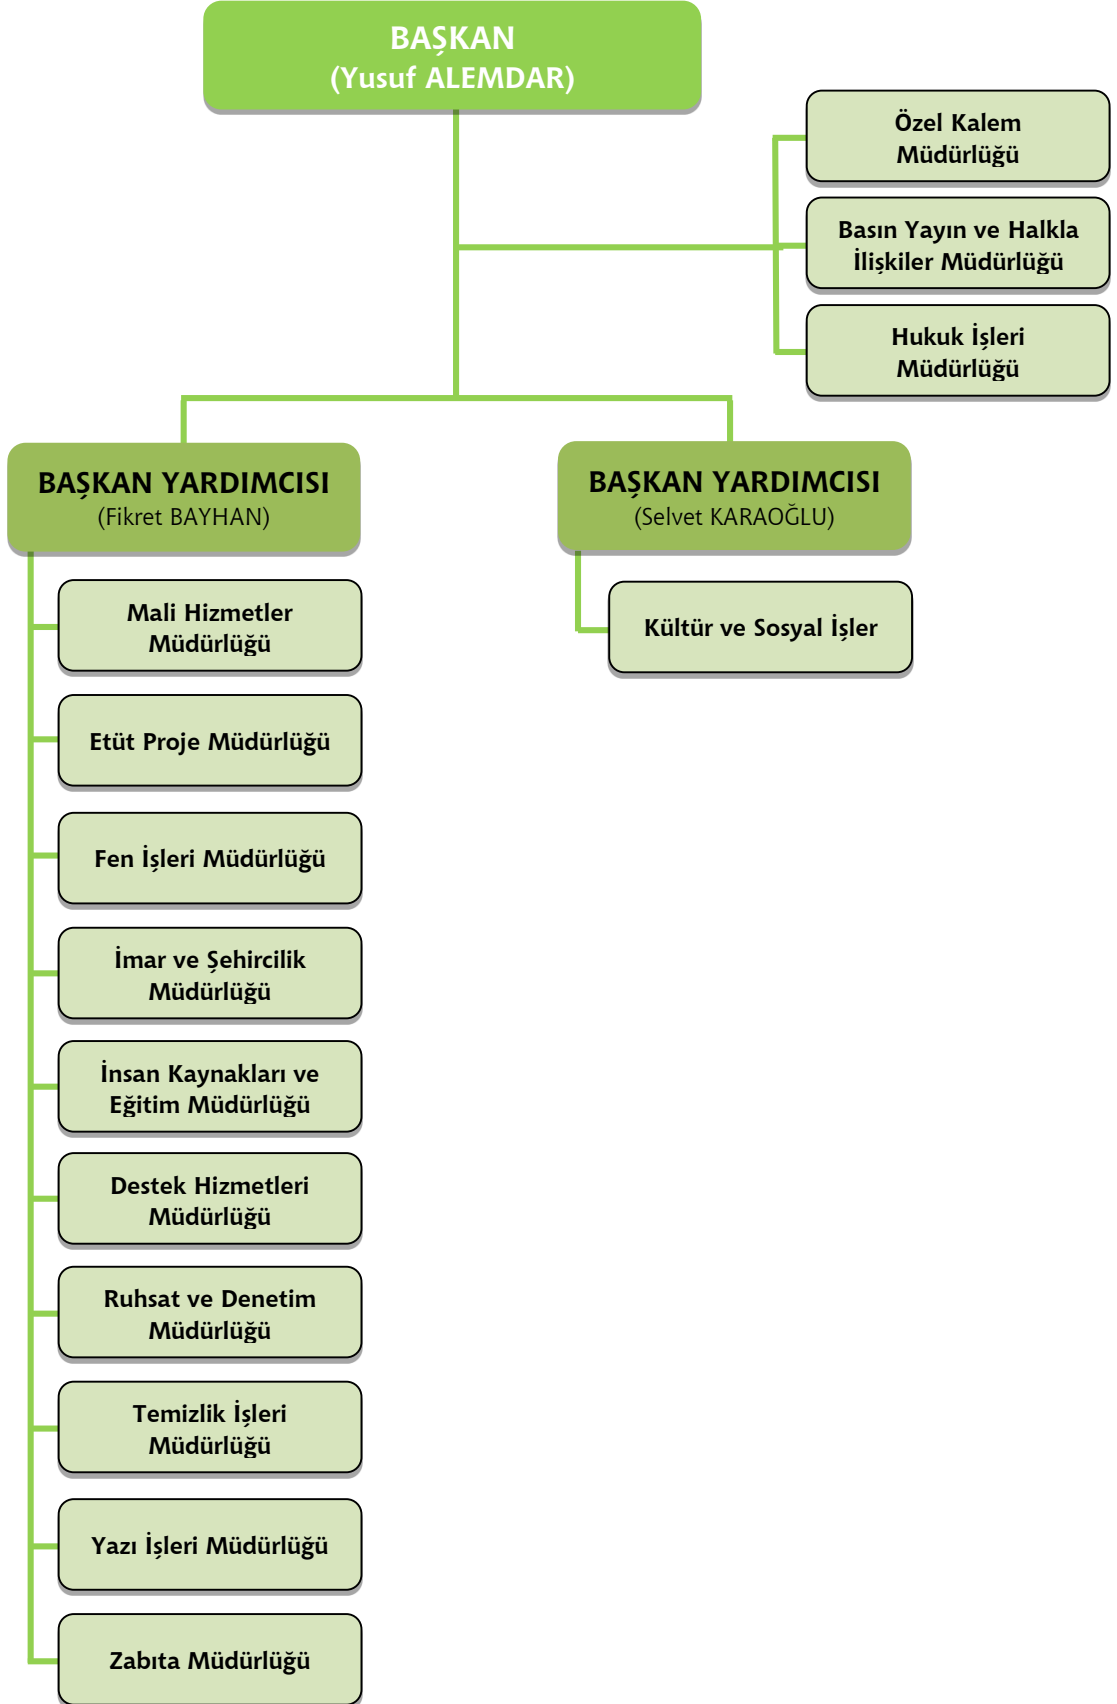 BAŞKAN
(Yusuf ALEMDAR)
Özel Kalem
Müdürlüğü
Basın Yayın ve Halkla
İlişkiler Müdürlüğü
Hukuk İşleri
Müdürlüğü
BAŞKAN YARDIMCISI
(Fikret BAYHAN)
BAŞKAN YARDIMCISI
(Selvet KARAOĞLU)
Mali Hizmetler
Müdürlüğü
Kültür ve Sosyal İşler
Etüt Proje Müdürlüğü
Fen İşleri Müdürlüğü
İmar ve Şehircilik
Müdürlüğü
İnsan Kaynakları ve
Eğitim Müdürlüğü
Destek Hizmetleri
Müdürlüğü
Ruhsat ve Denetim
Müdürlüğü
Temizlik İşleri
Müdürlüğü
Yazı İşleri Müdürlüğü
Zabıta Müdürlüğü